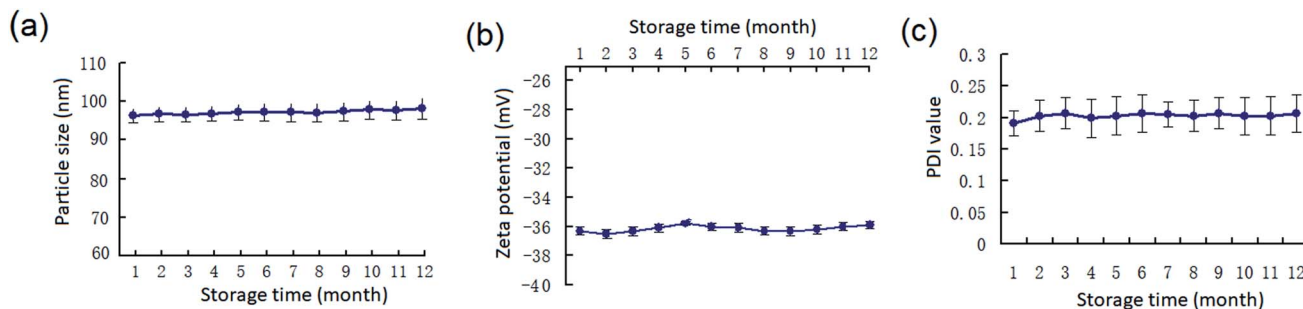 (a)
Particle size (nm)
110
100
90
80
70
60
1 2 3 4 5 6 7 8 9 10 11 12
Storage time (month)
(b)
Storage time (month)
1 2 3 4 5 6 7 8 9 10 11 12
Zeta potential (mV)
-26
-28
-30
-32
-34
-36
-38
-40
(c)
PDI value
0.3
0.25
0.2
0.15
0.1
0.05
0
1 2 3 4 5 6 7 8 9 10 11 12
Storage time (month)